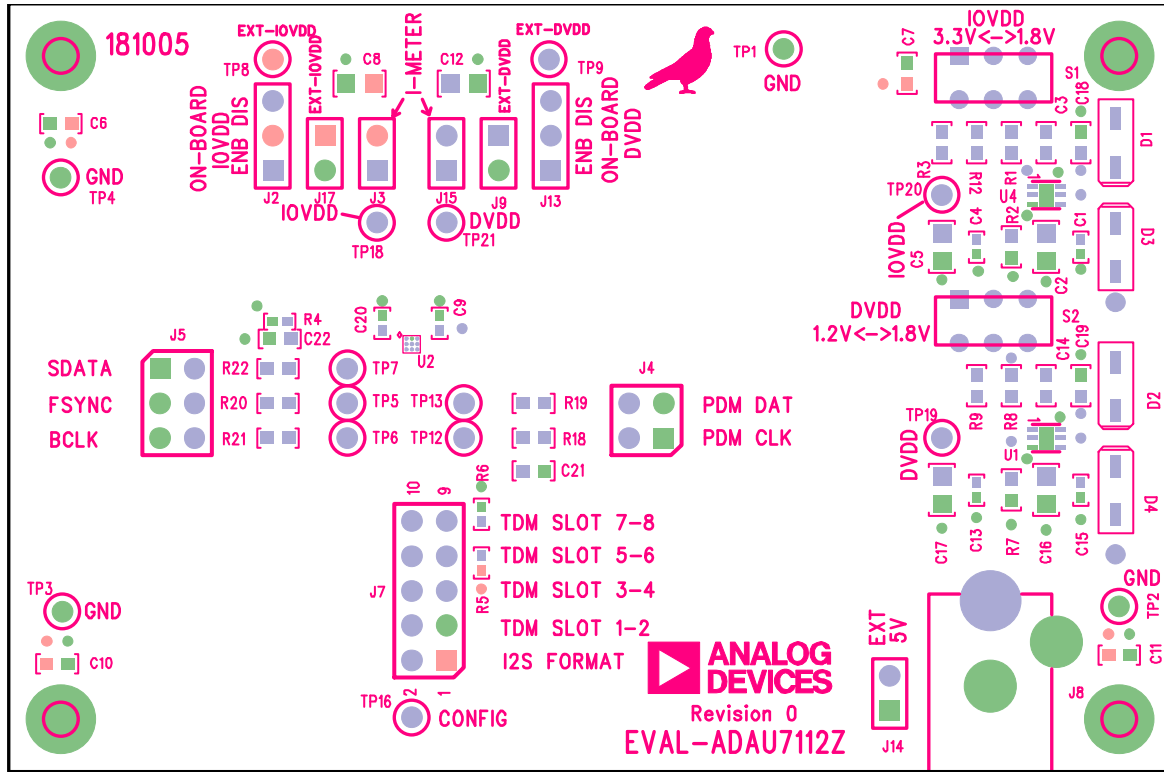 181005
EXT-IOVDD
TP8
C8
I-METER
C12
EXT-DVDD
TP9
TP1
GND
C7
IOVDD
3.3V<->1.8V
S1
C3
C18
D1
C6
GND
TP4
ON-BOARD
IOVDD
ENB DIS
EXT-IOVDD
EXT-DVDD
ENB DIS
ON-BOARD
DVDD
J2
J17
J3
J15
J9
J13
IOVDD
TP18
DVDD
TP21
R3
R12
R1
TP20
U4
1
IOVDD
C5
C4
R2
C1
D3
C2
DVDD
1.2V<->1.8V
S2
C14
C19
J5
R4
C22
C20
C9
U2
SDATA
R22
TP7
FSYNC
R20
TP5
TP13
R19
BCLK
R21
TP6
TP12
R18
C21
J4
PDM DAT
PDM CLK
R9
R8
D2
TP19
DVDD
U1
1
C17
C13
R7
C16
C15
D4
10
9
R6
TDM SLOT 7-8
TDM SLOT 5-6
J7
R5
TDM SLOT 3-4
TDM SLOT 1-2
I2S FORMAT
TP16
2
1
CONFIG
TP3
GND
C10
ANALOG
DEVICES
Revision 0
EVAL-ADAU7112Z
EXT
5V
J14
GND
TP2
C11
J8